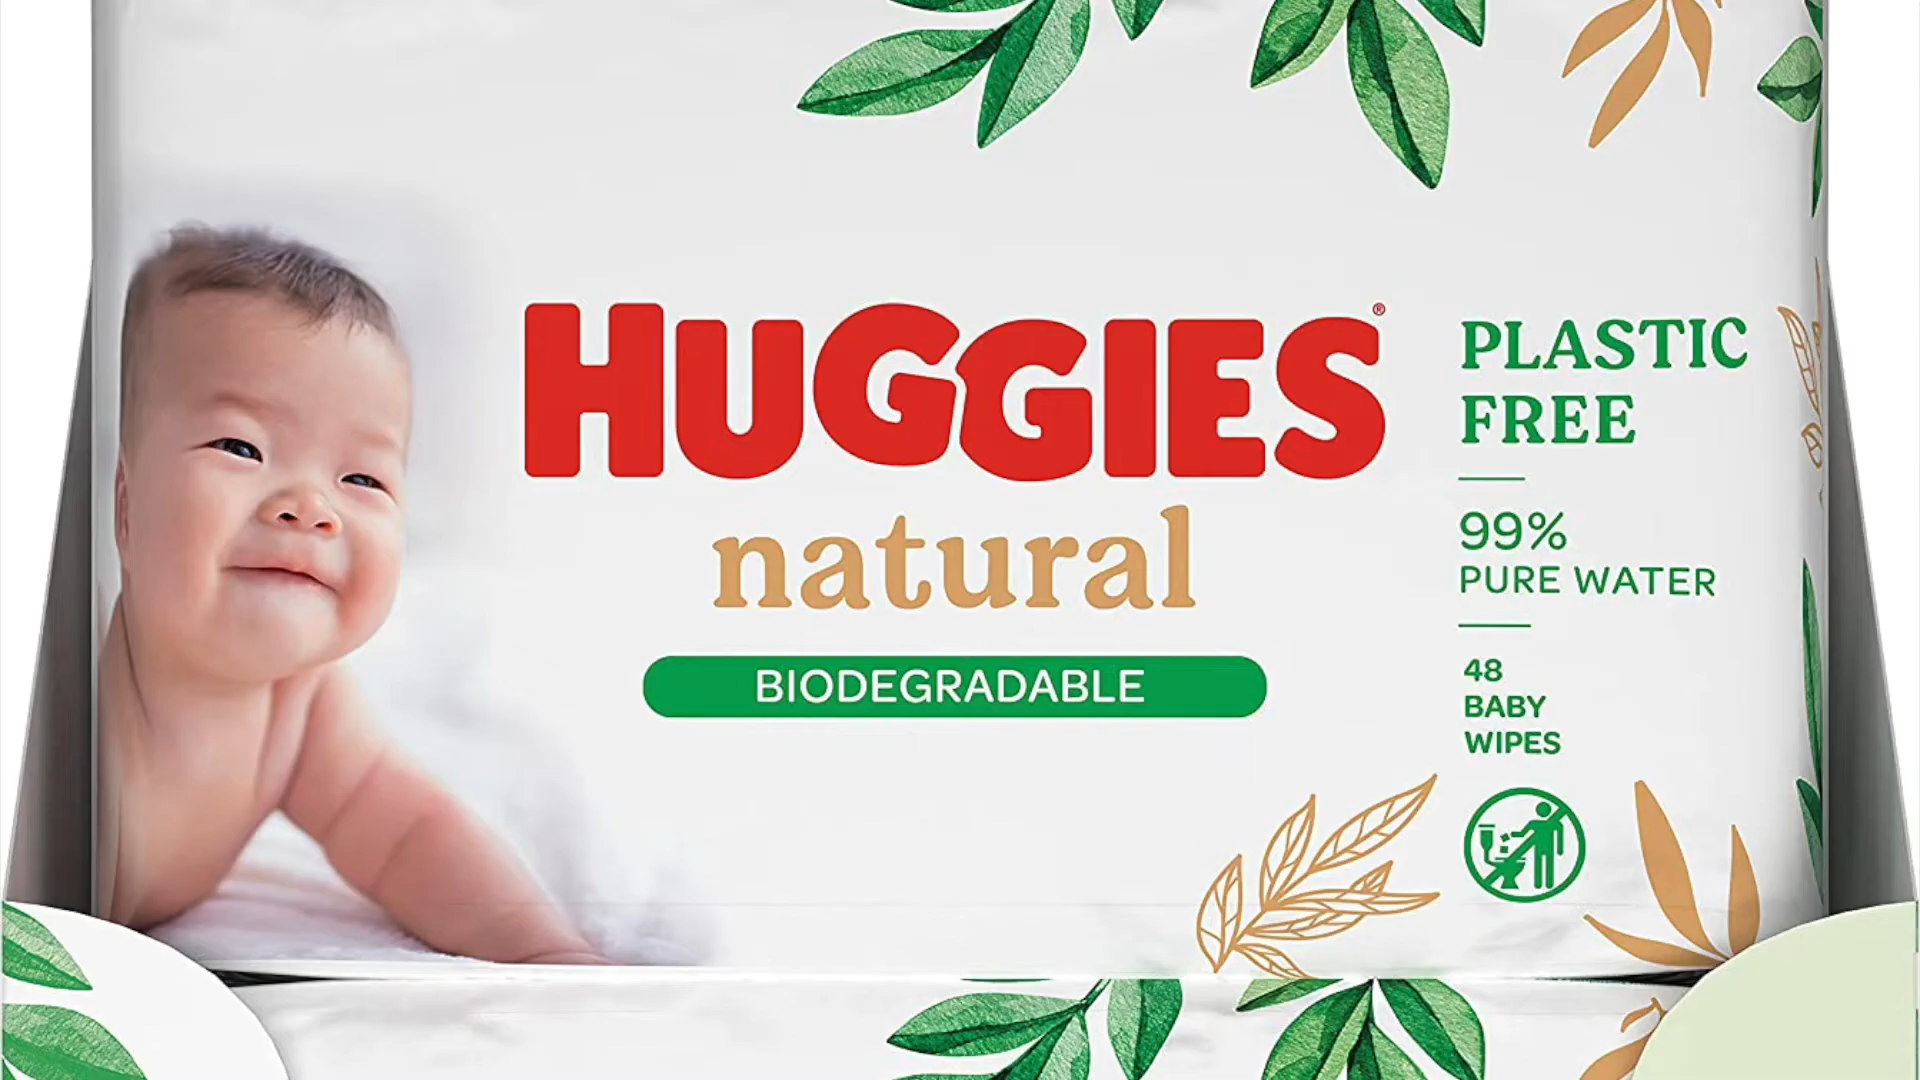 HUGGIES®
natural
BIODEGRADABLE
PLASTIC
FREE
99%
PURE WATER
48
BABY
WIPES